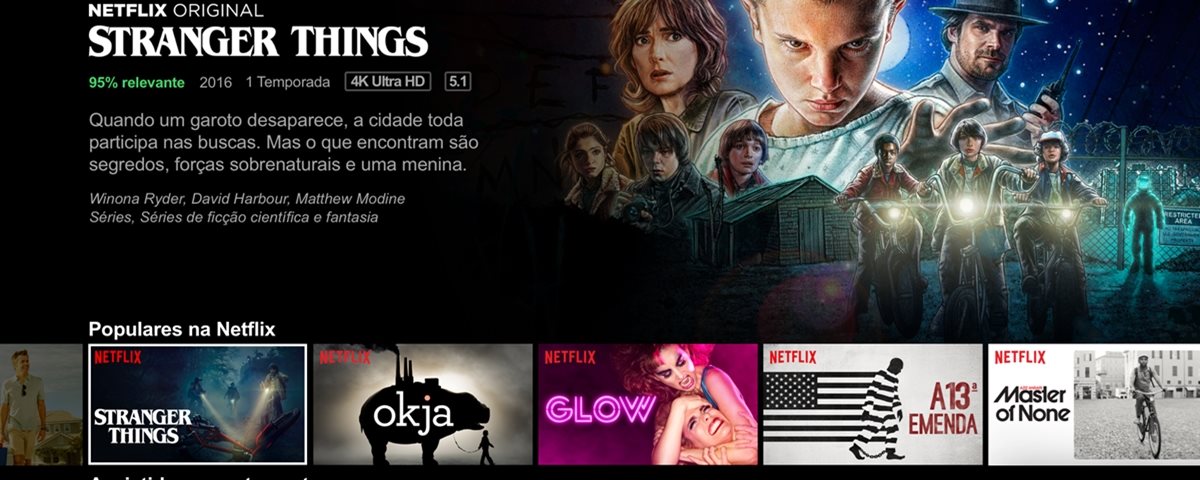 NETFLIX ORIGINAL
STRANGER THINGS
95% relevante 2016 1 Temporada 4K Ultra HD 5.1
Quando um garoto desaparece, a cidade toda
participa nas buscas. Mas o que encontram são
segredos, forças sobrenaturais e uma menina.
Winona Ryder, David Harbour, Matthew Modine
Séries, Séries de ficção científica e fantasia
RESTRICTED
AREA
Populares na Netflix
NETFLIX
STRANGER
THINGS
NETFLIX
okja
NETFLIX
GLOW
NETFLIX
A 13ª
EMENDA
NETFLIX
Master
of None